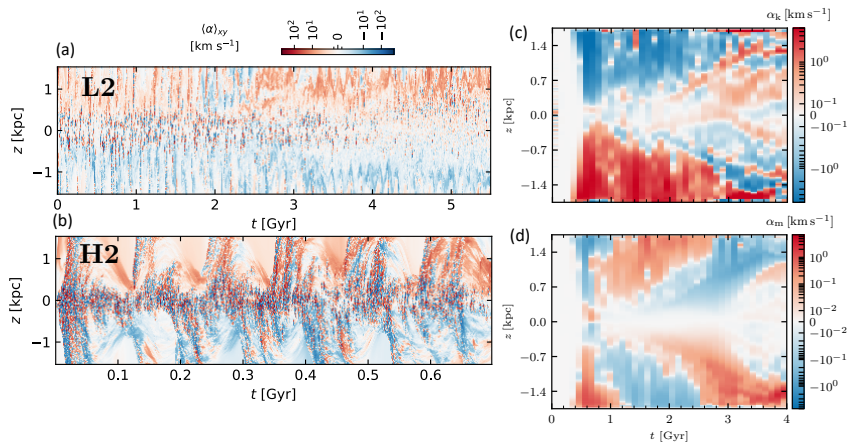 (a)
⟨α⟩xy
[km s⁻¹]
10² 10¹ 0 −10¹ −10²
L2
z [kpc]
1
0
−1
0 1 2 3 4 5
t [Gyr]
(b)
H2
z [kpc]
1
0
−1
0.1 0.2 0.3 0.4 0.5 0.6
t [Gyr]
(c)
αk [km s⁻¹]
z [kpc]
1.4
0.7
0.0
−0.7
−1.4
10⁰
10⁻¹
0
−10⁻¹
−10⁰
(d)
αm [km s⁻¹]
z [kpc]
1.4
0.7
0.0
−0.7
−1.4
10⁰
10⁻¹
10⁻²
0
−10⁻²
−10⁻¹
−10⁰
0 1 2 3 4
t [Gyr]